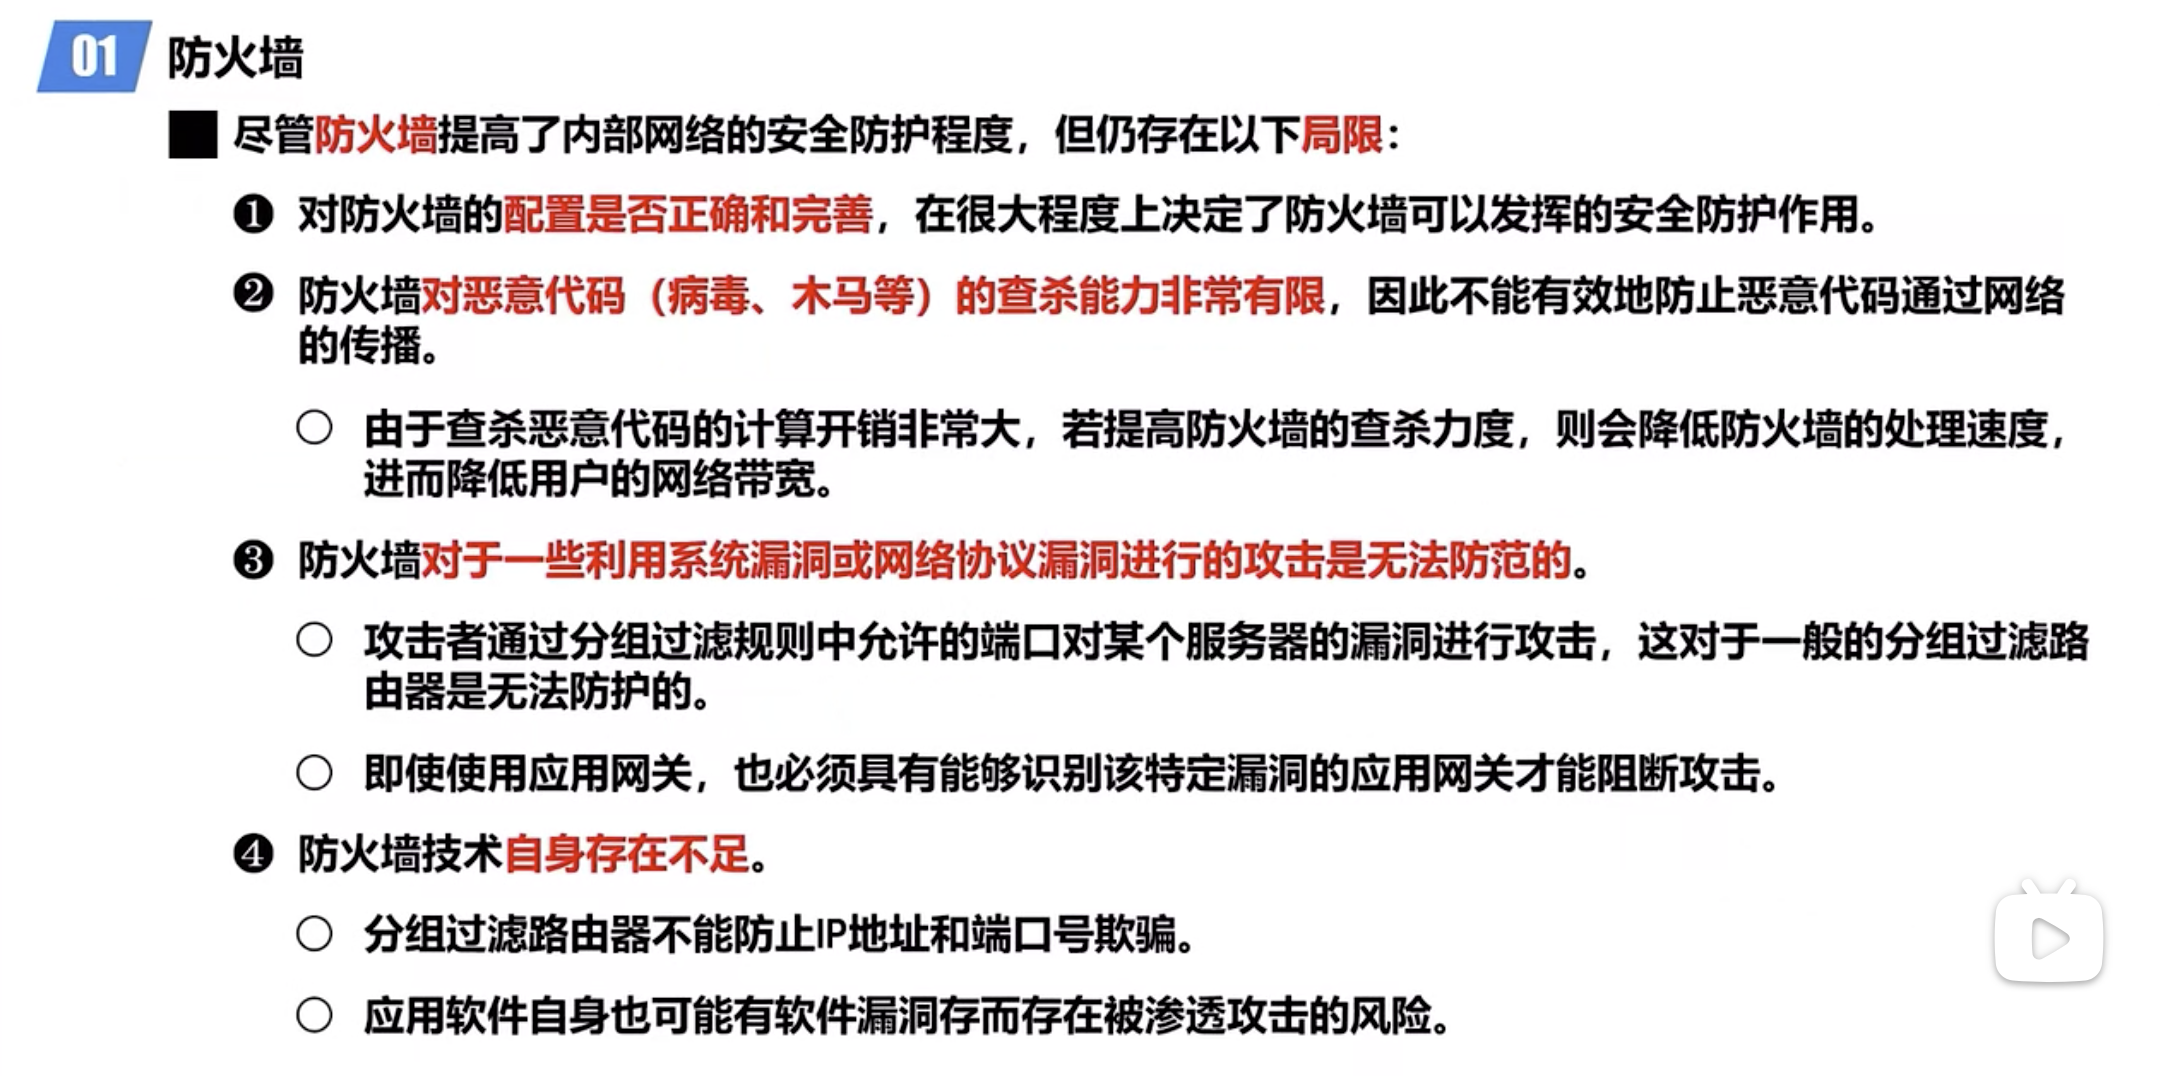 01 防火墙
尽管防火墙提高了内部网络的安全防护程度，但仍存在以下局限：
❶ 对防火墙的配置是否正确和完善，在很大程度上决定了防火墙可以发挥的安全防护作用。
❷ 防火墙对恶意代码（病毒、木马等）的查杀能力非常有限，因此不能有效地防止恶意代码通过网络
的传播。
由于查杀恶意代码的计算开销非常大，若提高防火墙的查杀力度，则会降低防火墙的处理速度，
进而降低用户的网络带宽。
❸ 防火墙对于一些利用系统漏洞或网络协议漏洞进行的攻击是无法防范的。
攻击者通过分组过滤规则中允许的端口对某个服务器的漏洞进行攻击，这对于一般的分组过滤路
由器是无法防护的。
即使使用应用网关，也必须具有能够识别该特定漏洞的应用网关才能阻断攻击。
❹ 防火墙技术自身存在不足。
分组过滤路由器不能防止IP地址和端口号欺骗。
应用软件自身也可能有软件漏洞存而存在被渗透攻击的风险。